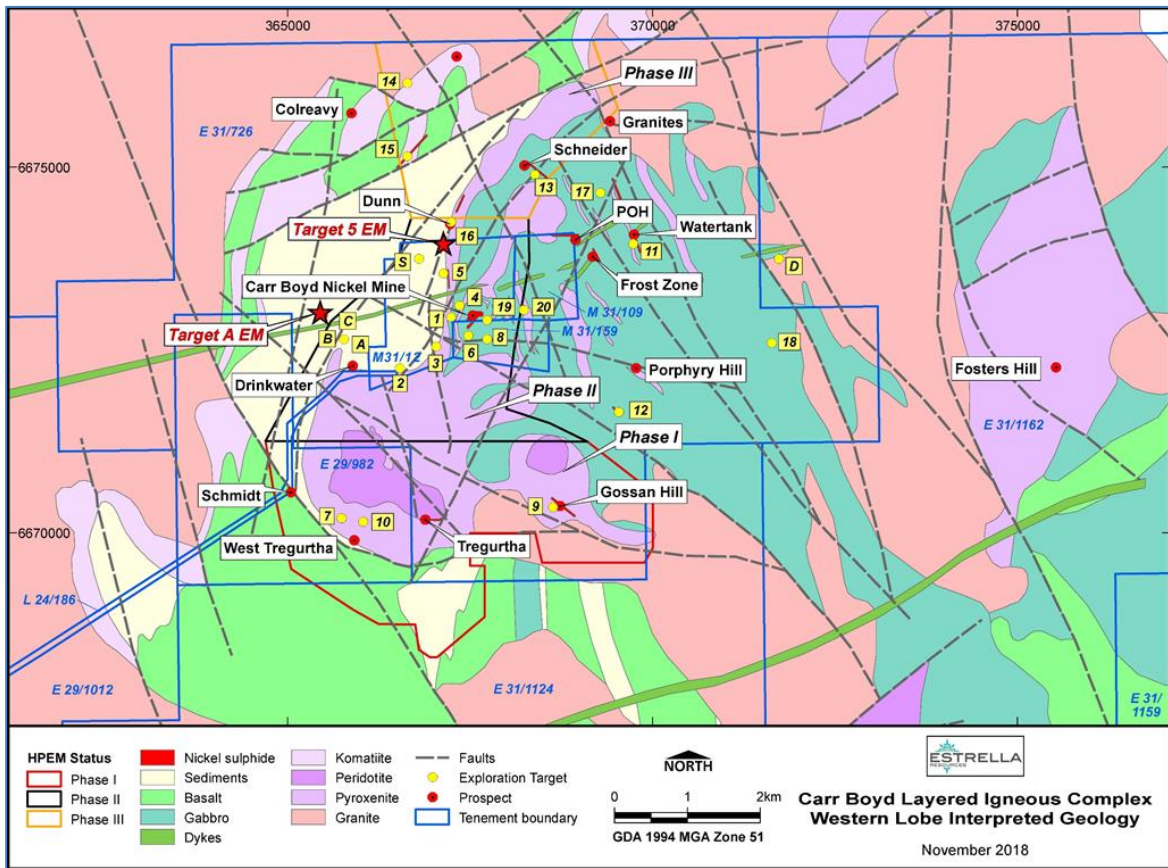 365000
370000
375000
14
Phase III
Colreavy
Granites
E 31/726
15
Schneider
6675000
6675000
13
17
Dunn
POH
Watertank
Target 5 EM
16
11
S
5
D
Carr Boyd Nickel Mine
Frost Zone
4
19
20
M 31/109
1
C
Target A EM
M 31/159
B
A
8
18
M31/12
6
3
Drinkwater
2
Porphyry Hill
Fosters Hill
Phase II
12
E 31/1162
Phase I
E 29/982
Schmidt
Gossan Hill
9
7
10
6670000
6670000
West Tregurtha
Tregurtha
L 24/186
E 29/1012
E 31/1124
E 31/
1159
HPEM Status
Phase I
Phase II
Phase III
Nickel sulphide
Sediments
Basalt
Gabbro
Dykes
Komatiite
Peridotite
Pyroxenite
Granite
Faults
Exploration Target
Prospect
Tenement boundary
NORTH
0 1 2km
GDA 1994 MGA Zone 51
ESTRELLA
RESOURCES
Carr Boyd Layered Igneous Complex
Western Lobe Interpreted Geology
November 2018